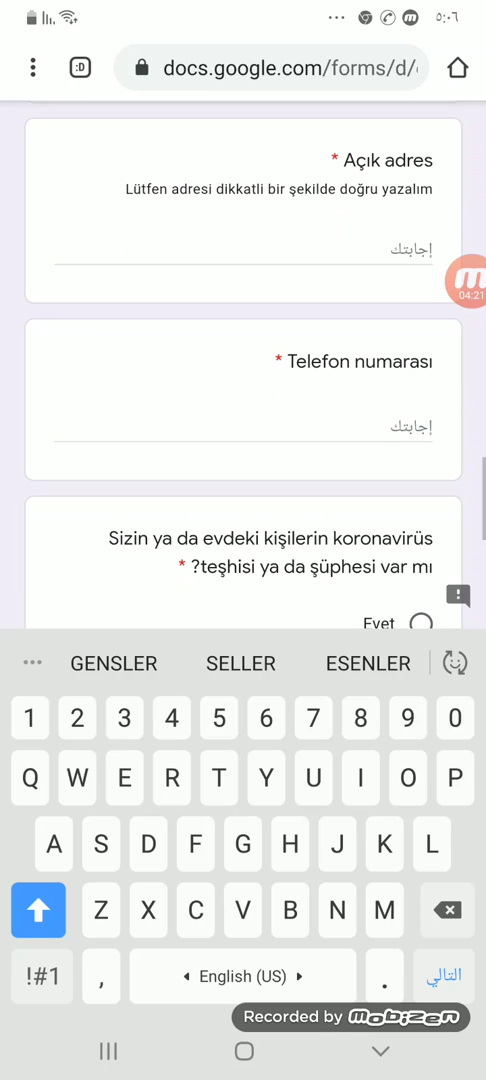 ٥:٠٦
:D
docs.google.com/forms/d/
* Açık adres
Lütfen adresi dikkatli bir şekilde doğru yazalım
إجابتك
04:21
* Telefon numarası
إجابتك
Sizin ya da evdeki kişilerin koronavirüs
* ?teşhisi ya da şüphesi var mı
Evet
GENSLER SELLER ESENLER
1 2 3 4 5 6 7 8 9 0
Q W E R T Y U I O P
A S D F G H J K L
Z X C V B N M
!#1 , English (US) . التالي
Recorded by mobizen